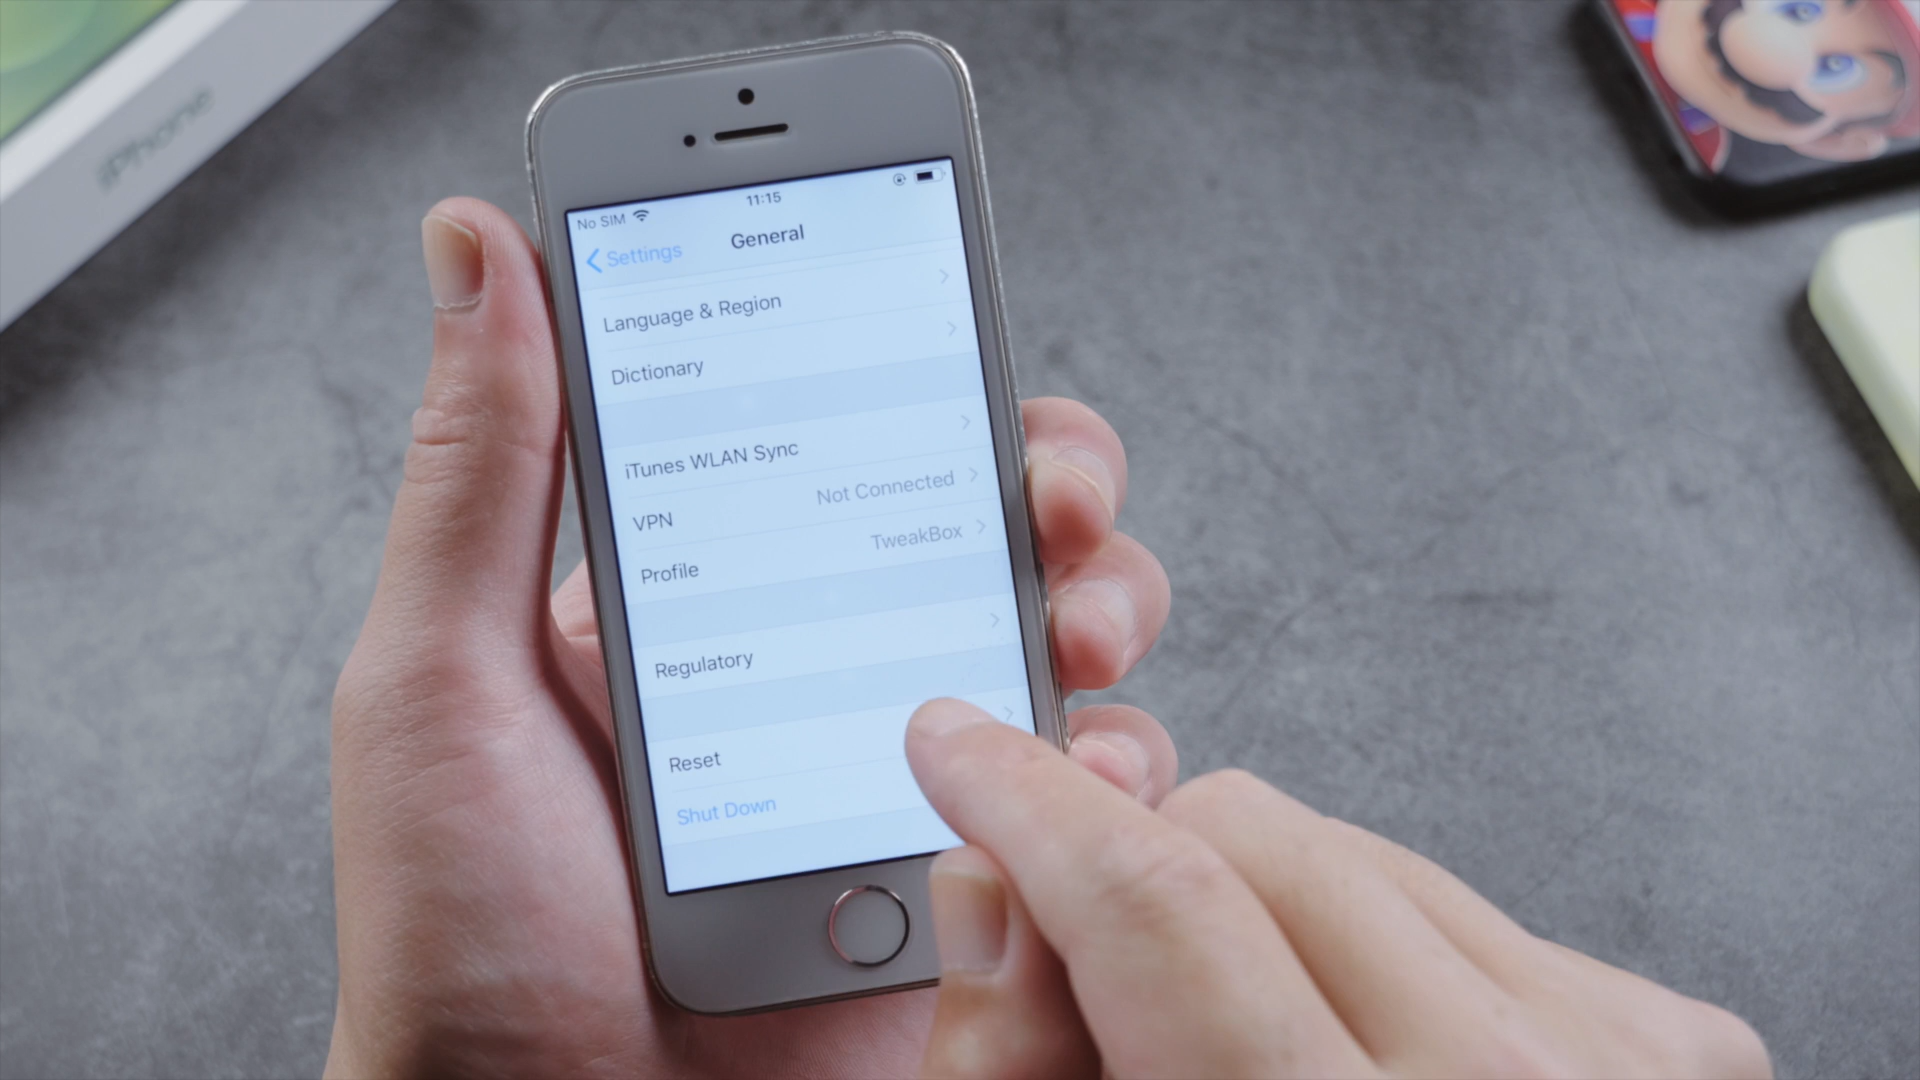 iPhone
No SIM 11:15
Settings General
Language & Region
Dictionary
iTunes WLAN Sync
VPN Not Connected
Profile TweakBox
Regulatory
Reset
Shut Down